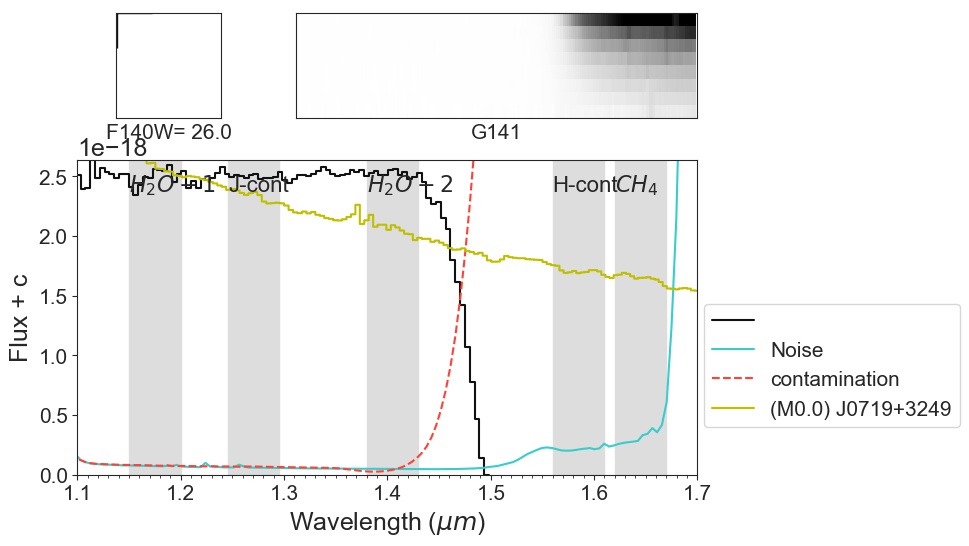 F140W= 26.0
G141
1e−18
H₂O − 1
J-cont
H₂O − 2
H-cont
CH₄
2.5
2.0
1.5
1.0
0.5
0.0
Flux + c
1.1 1.2 1.3 1.4 1.5 1.6 1.7
Wavelength (μm)
Noise
contamination
(M0.0) J0719+3249